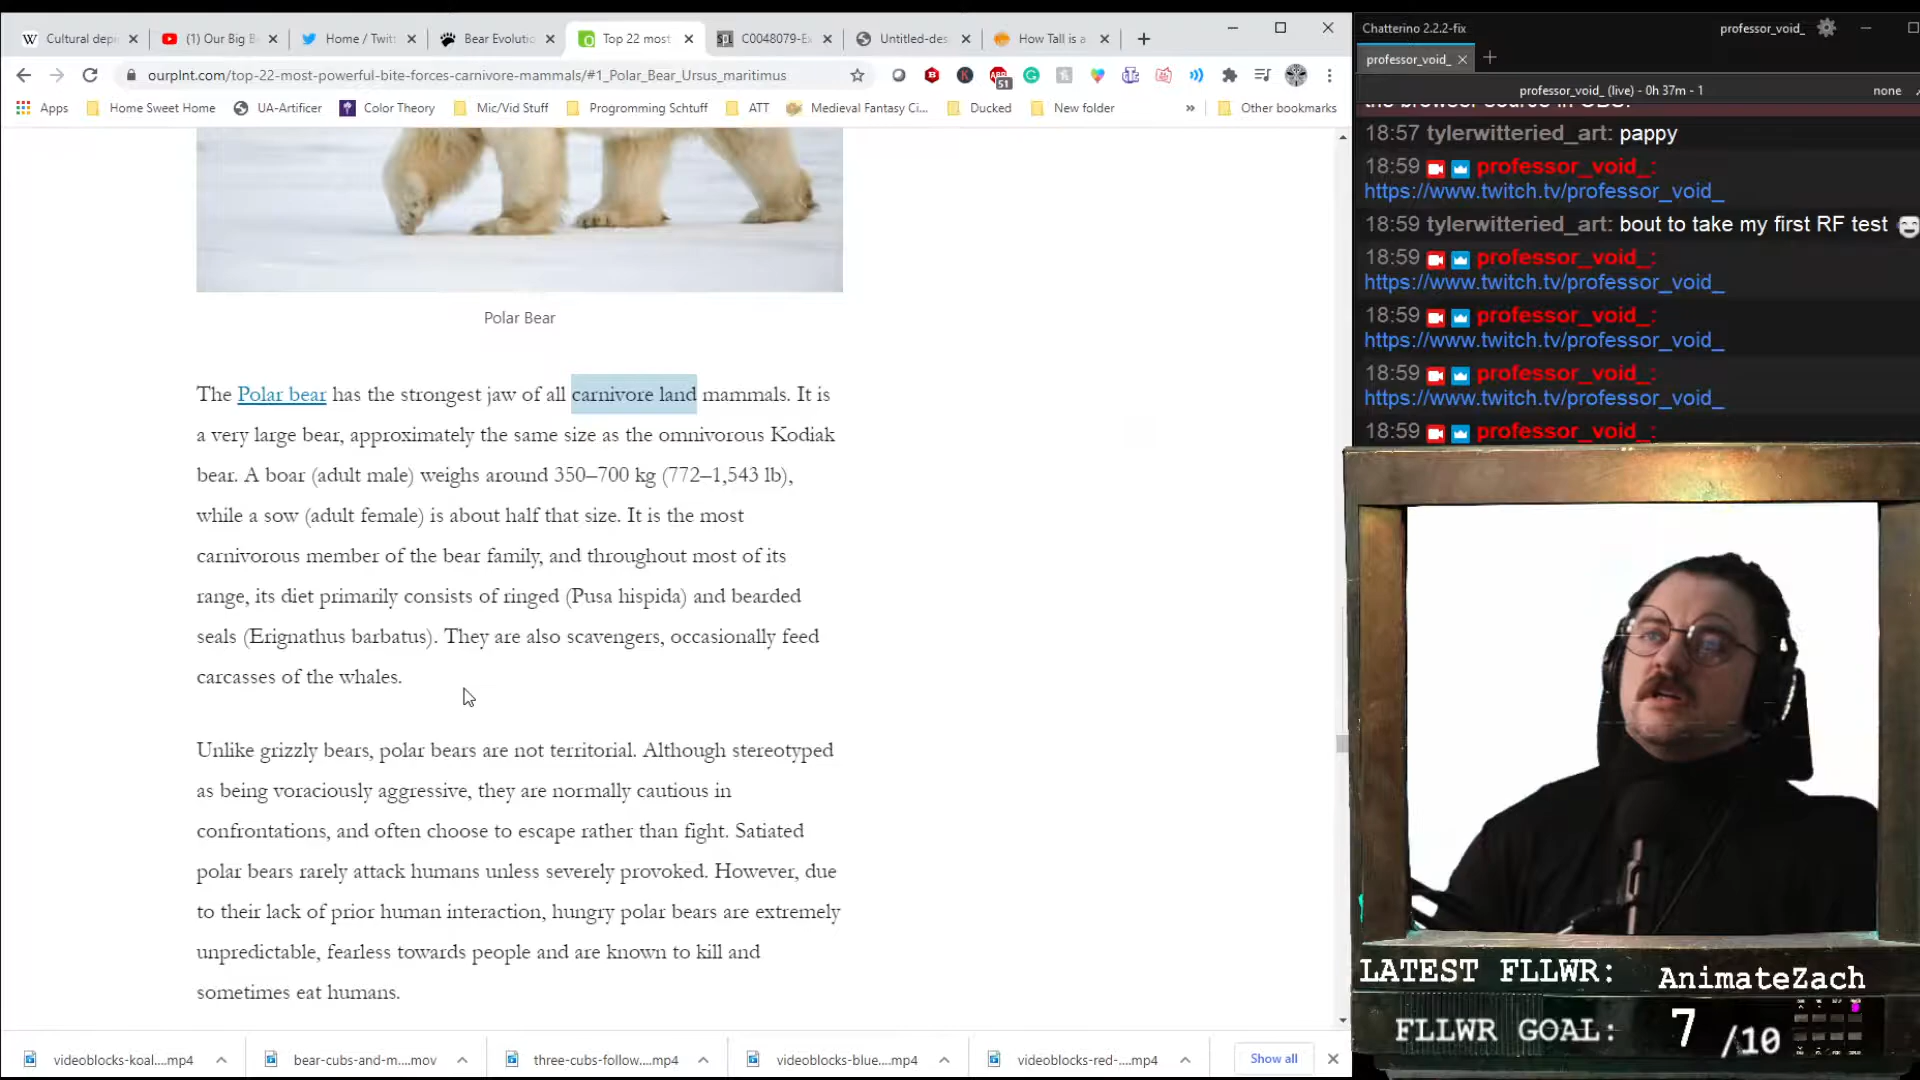 Cultural dep
(1) Our Big B
Home / Twitt
Bear Evolutio
Top 22 most
C0048079-E
Untitled-des
How Tall is a
ourplnt.com/top-22-most-powerful-bite-forces-carnivore-mammals/#1_Polar_Bear_Ursus_maritimus
51
Apps
Home Sweet Home
UA-Artificer
Color Theory
Mic/Vid Stuff
Programming Schtuff
ATT
Medieval Fantasy Ci...
Ducked
New folder
»
Other bookmarks
Polar Bear
The Polar bear has the strongest jaw of all carnivore land mammals. It is
a very large bear, approximately the same size as the omnivorous Kodiak
bear. A boar (adult male) weighs around 350–700 kg (772–1,543 lb),
while a sow (adult female) is about half that size. It is the most
carnivorous member of the bear family, and throughout most of its
range, its diet primarily consists of ringed (Pusa hispida) and bearded
seals (Erignathus barbatus). They are also scavengers, occasionally feed
carcasses of the whales.
Unlike grizzly bears, polar bears are not territorial. Although stereotyped
as being voraciously aggressive, they are normally cautious in
confrontations, and often choose to escape rather than fight. Satiated
polar bears rarely attack humans unless severely provoked. However, due
to their lack of prior human interaction, hungry polar bears are extremely
unpredictable, fearless towards people and are known to kill and
sometimes eat humans.
videoblocks-koal....mp4
bear-cubs-and-m....mov
three-cubs-follow....mp4
videoblocks-blue....mp4
videoblocks-red-....mp4
Show all
Chatterino 2.2.2-fix
professor_void_
professor_void_
professor_void_ (live) - 0h 37m - 1
none
the browser source in OBS.
18:57 tylerwitteried_art: pappy
18:59 professor_void_:
https://www.twitch.tv/professor_void_
18:59 tylerwitteried_art: bout to take my first RF test
18:59 professor_void_:
https://www.twitch.tv/professor_void_
18:59 professor_void_:
https://www.twitch.tv/professor_void_
18:59 professor_void_:
https://www.twitch.tv/professor_void_
18:59 professor_void_:
LATEST FLLWR: AnimateZach
FLLWR GOAL: 7 /10